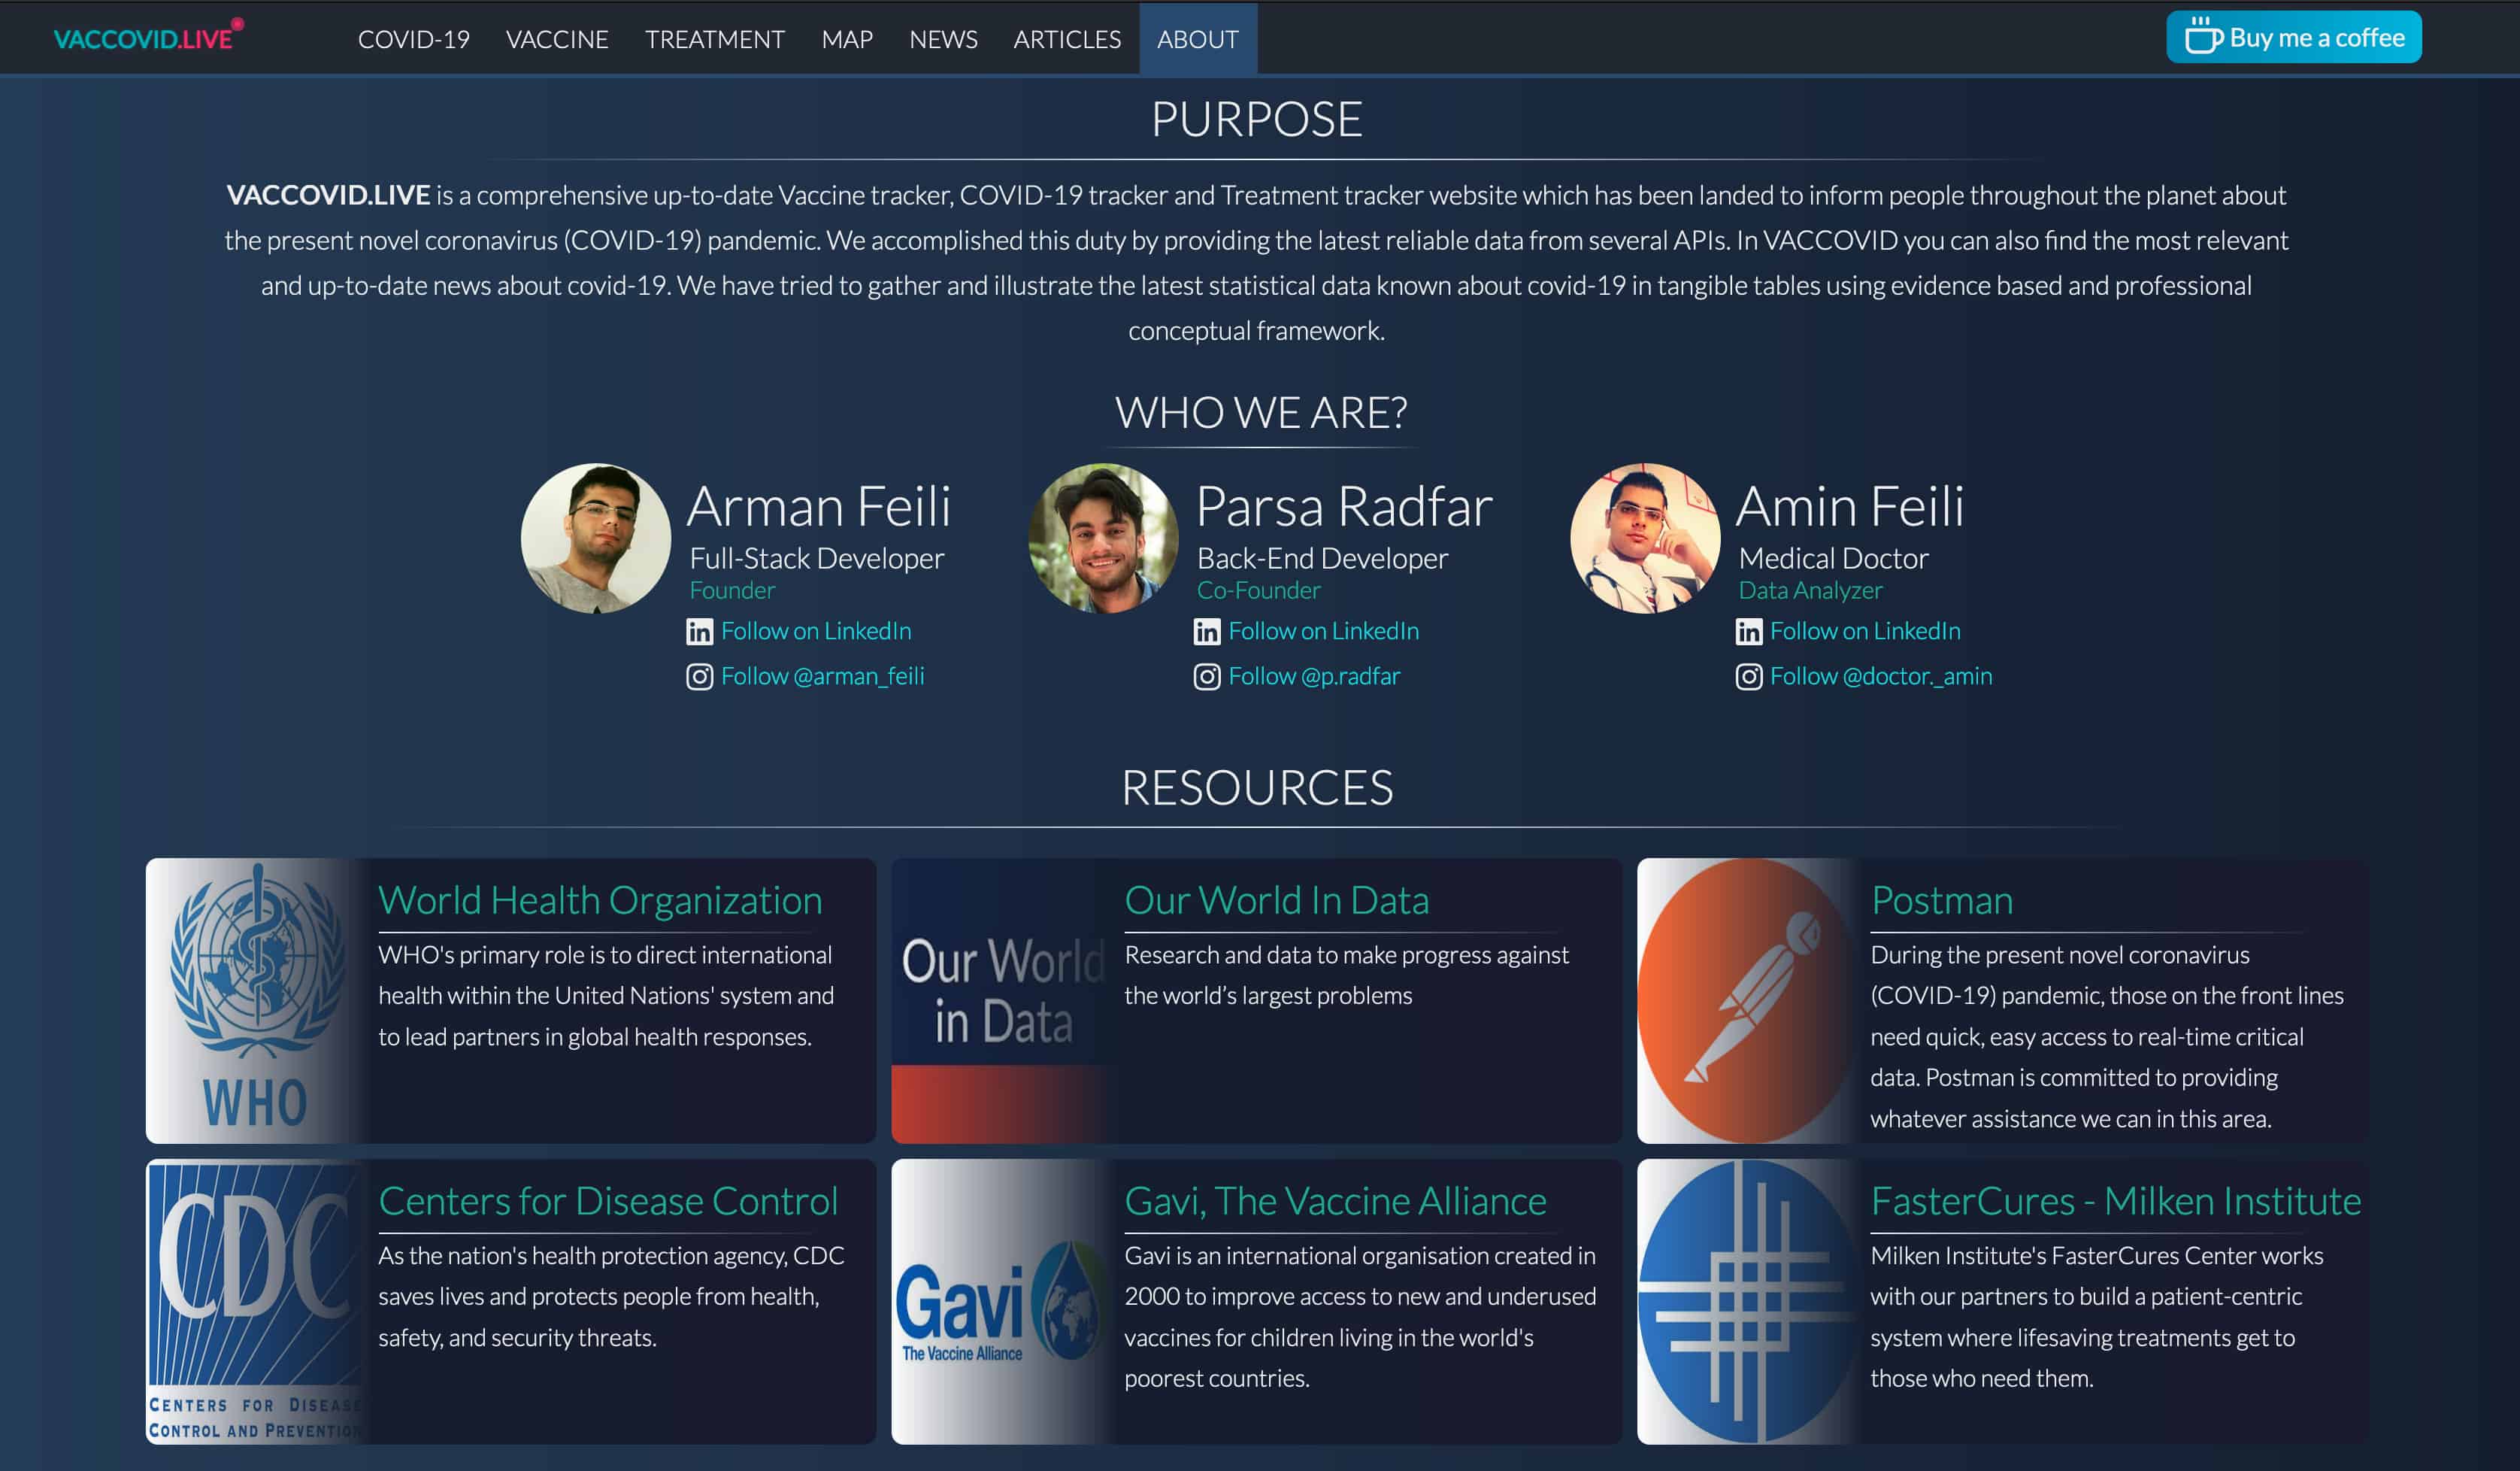 VACCOVID.LIVE
COVID-19
VACCINE
TREATMENT
MAP
NEWS
ARTICLES
ABOUT
Buy me a coffee
PURPOSE
VACCOVID.LIVE is a comprehensive up-to-date Vaccine tracker, COVID-19 tracker and Treatment tracker website which has been landed to inform people throughout the planet about
the present novel coronavirus (COVID-19) pandemic. We accomplished this duty by providing the latest reliable data from several APIs. In VACCOVID you can also find the most relevant
and up-to-date news about covid-19. We have tried to gather and illustrate the latest statistical data known about covid-19 in tangible tables using evidence based and professional
conceptual framework.
WHO WE ARE?
Arman Feili
Full-Stack Developer
Founder
in Follow on LinkedIn
Follow @arman_feili
Parsa Radfar
Back-End Developer
Co-Founder
in Follow on LinkedIn
Follow @p.radfar
Amin Feili
Medical Doctor
Data Analyzer
in Follow on LinkedIn
Follow @doctor._amin
RESOURCES
WHO
World Health Organization
WHO's primary role is to direct international
health within the United Nations' system and
to lead partners in global health responses.
Our World
in Data
Our World In Data
Research and data to make progress against
the world’s largest problems
Postman
During the present novel coronavirus
(COVID-19) pandemic, those on the front lines
need quick, easy access to real-time critical
data. Postman is committed to providing
whatever assistance we can in this area.
CDC
CENTERS FOR DISEASE
CONTROL AND PREVENTION
Centers for Disease Control
As the nation's health protection agency, CDC
saves lives and protects people from health,
safety, and security threats.
Gavi
The Vaccine Alliance
Gavi, The Vaccine Alliance
Gavi is an international organisation created in
2000 to improve access to new and underused
vaccines for children living in the world's
poorest countries.
FasterCures - Milken Institute
Milken Institute's FasterCures Center works
with our partners to build a patient-centric
system where lifesaving treatments get to
those who need them.